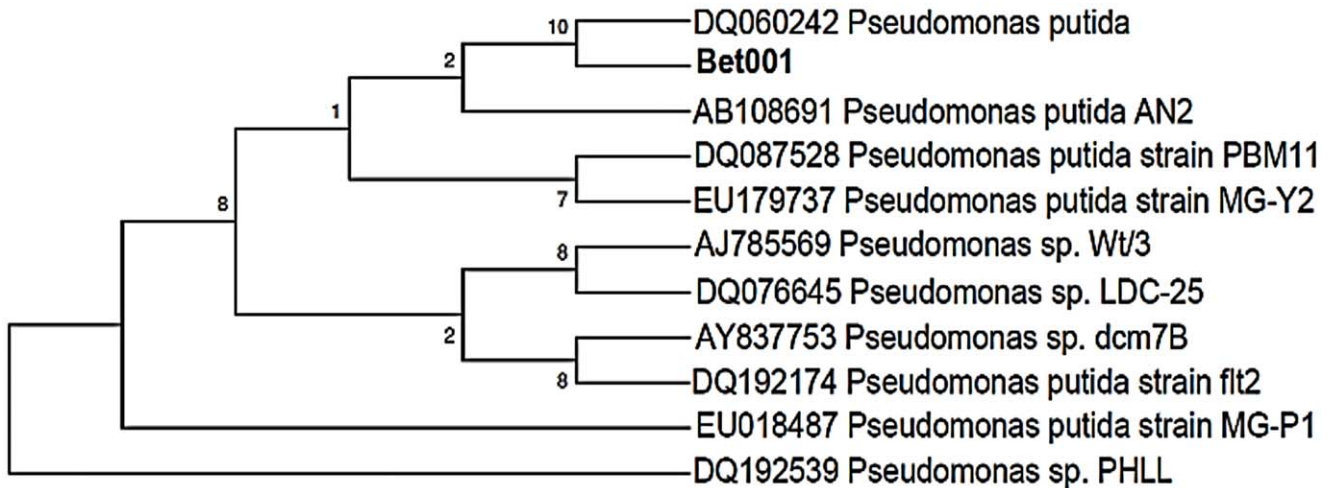 10
DQ060242 Pseudomonas putida
2
Bet001
1
AB108691 Pseudomonas putida AN2
DQ087528 Pseudomonas putida strain PBM11
7
EU179737 Pseudomonas putida strain MG-Y2
8
8
AJ785569 Pseudomonas sp. Wt/3
DQ076645 Pseudomonas sp. LDC-25
2
AY837753 Pseudomonas sp. dcm7B
8
DQ192174 Pseudomonas putida strain flt2
EU018487 Pseudomonas putida strain MG-P1
DQ192539 Pseudomonas sp. PHLL